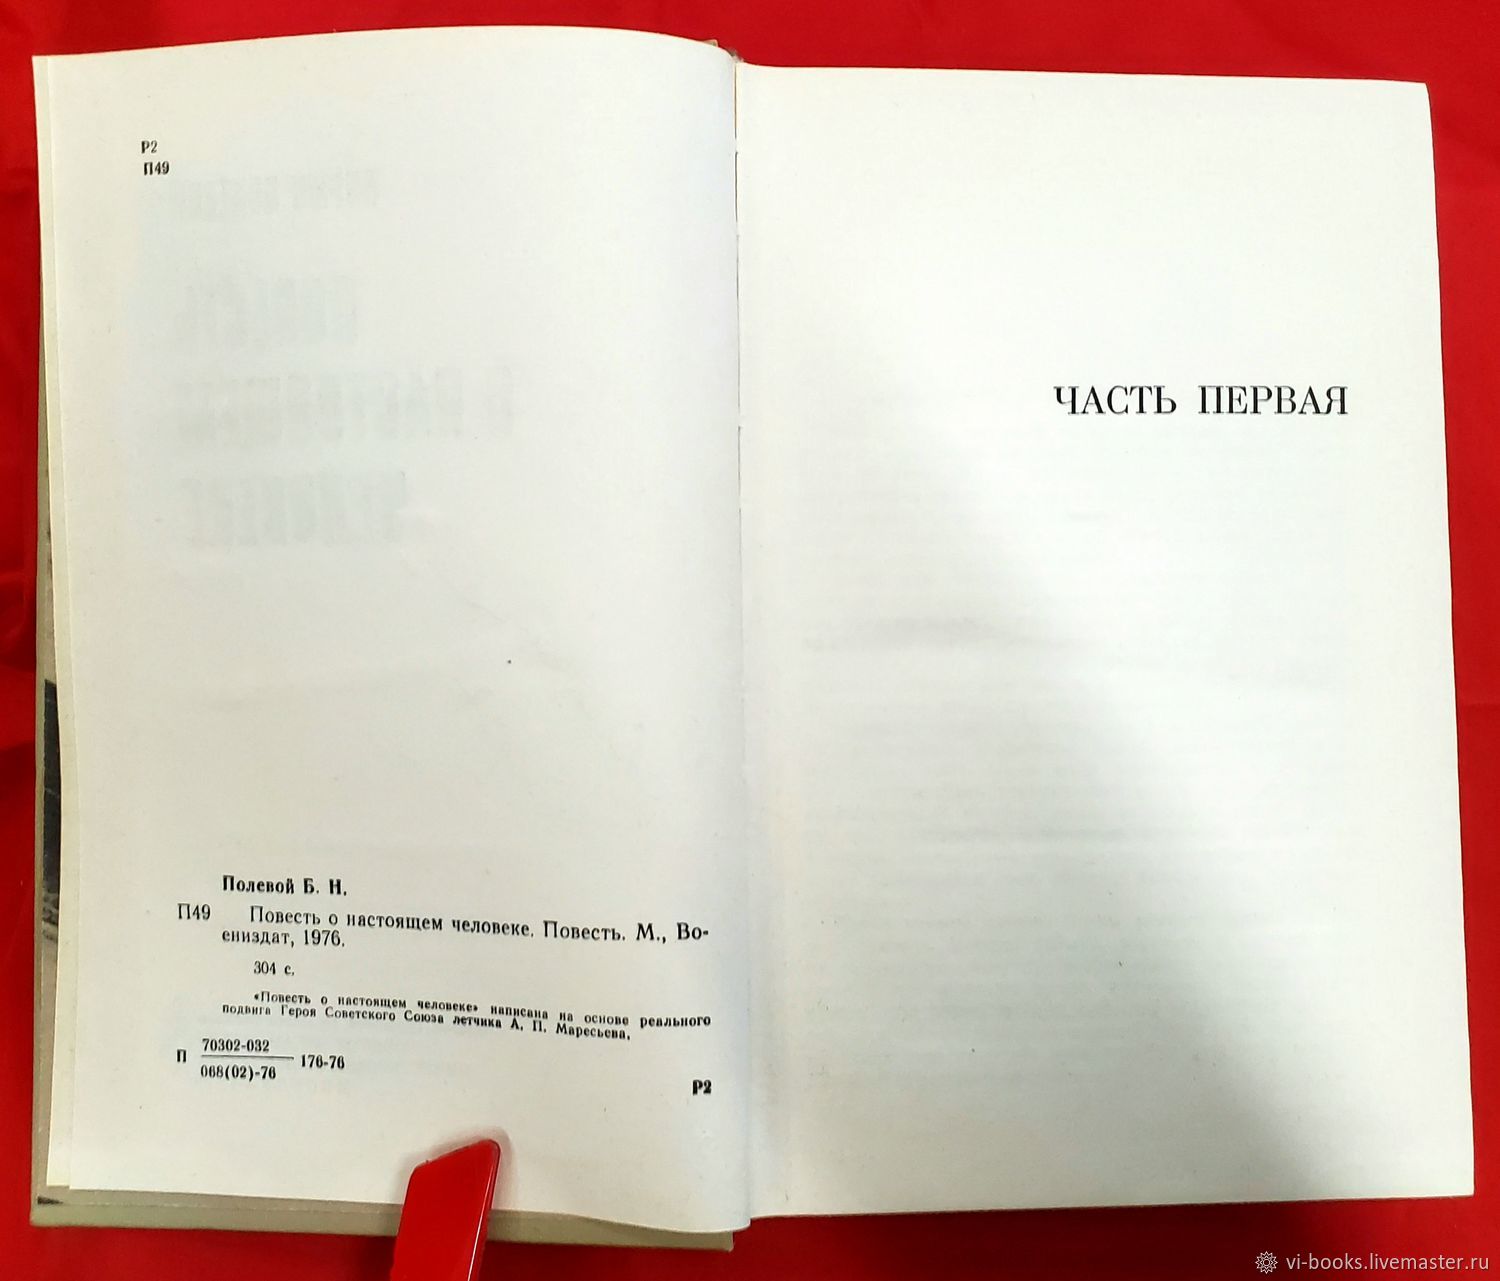 Р2
П49
Полевой Б. Н.
П49 Повесть о настоящем человеке. Повесть. М., Во-
ениздат, 1976.
304 с.
«Повесть о настоящем человеке» написана на основе реального
подвига Героя Советского Союза летчика А. П. Маресьева.
70302-032
П 176-76
068(02)-76
Р2
ЧАСТЬ ПЕРВАЯ
vi-books.livemaster.ru